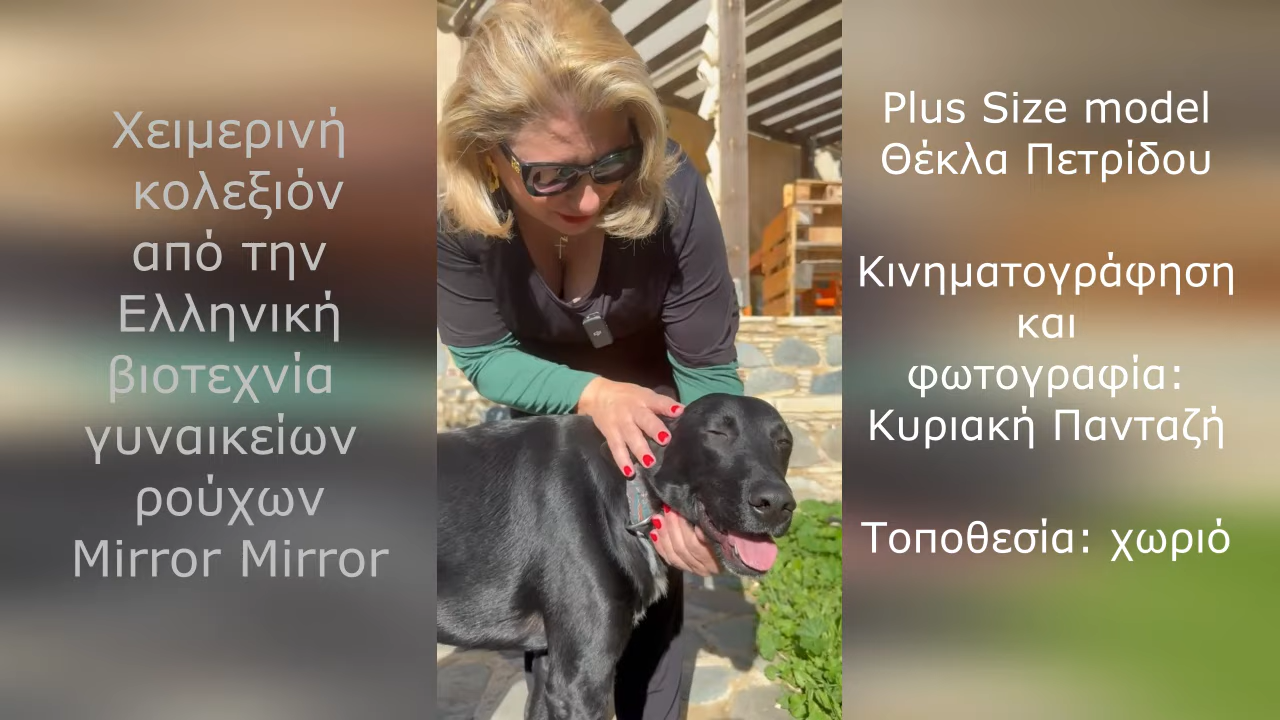 Χειμερινή
κολεξιόν
από την
Ελληνική
βιοτεχνία
γυναικείων
ρούχων
Mirror Mirror
Plus Size model
Θέκλα Πετρίδου
Κινηματογράφηση
και
φωτογραφία:
Κυριακή Πανταζή
Τοποθεσία: χωριό